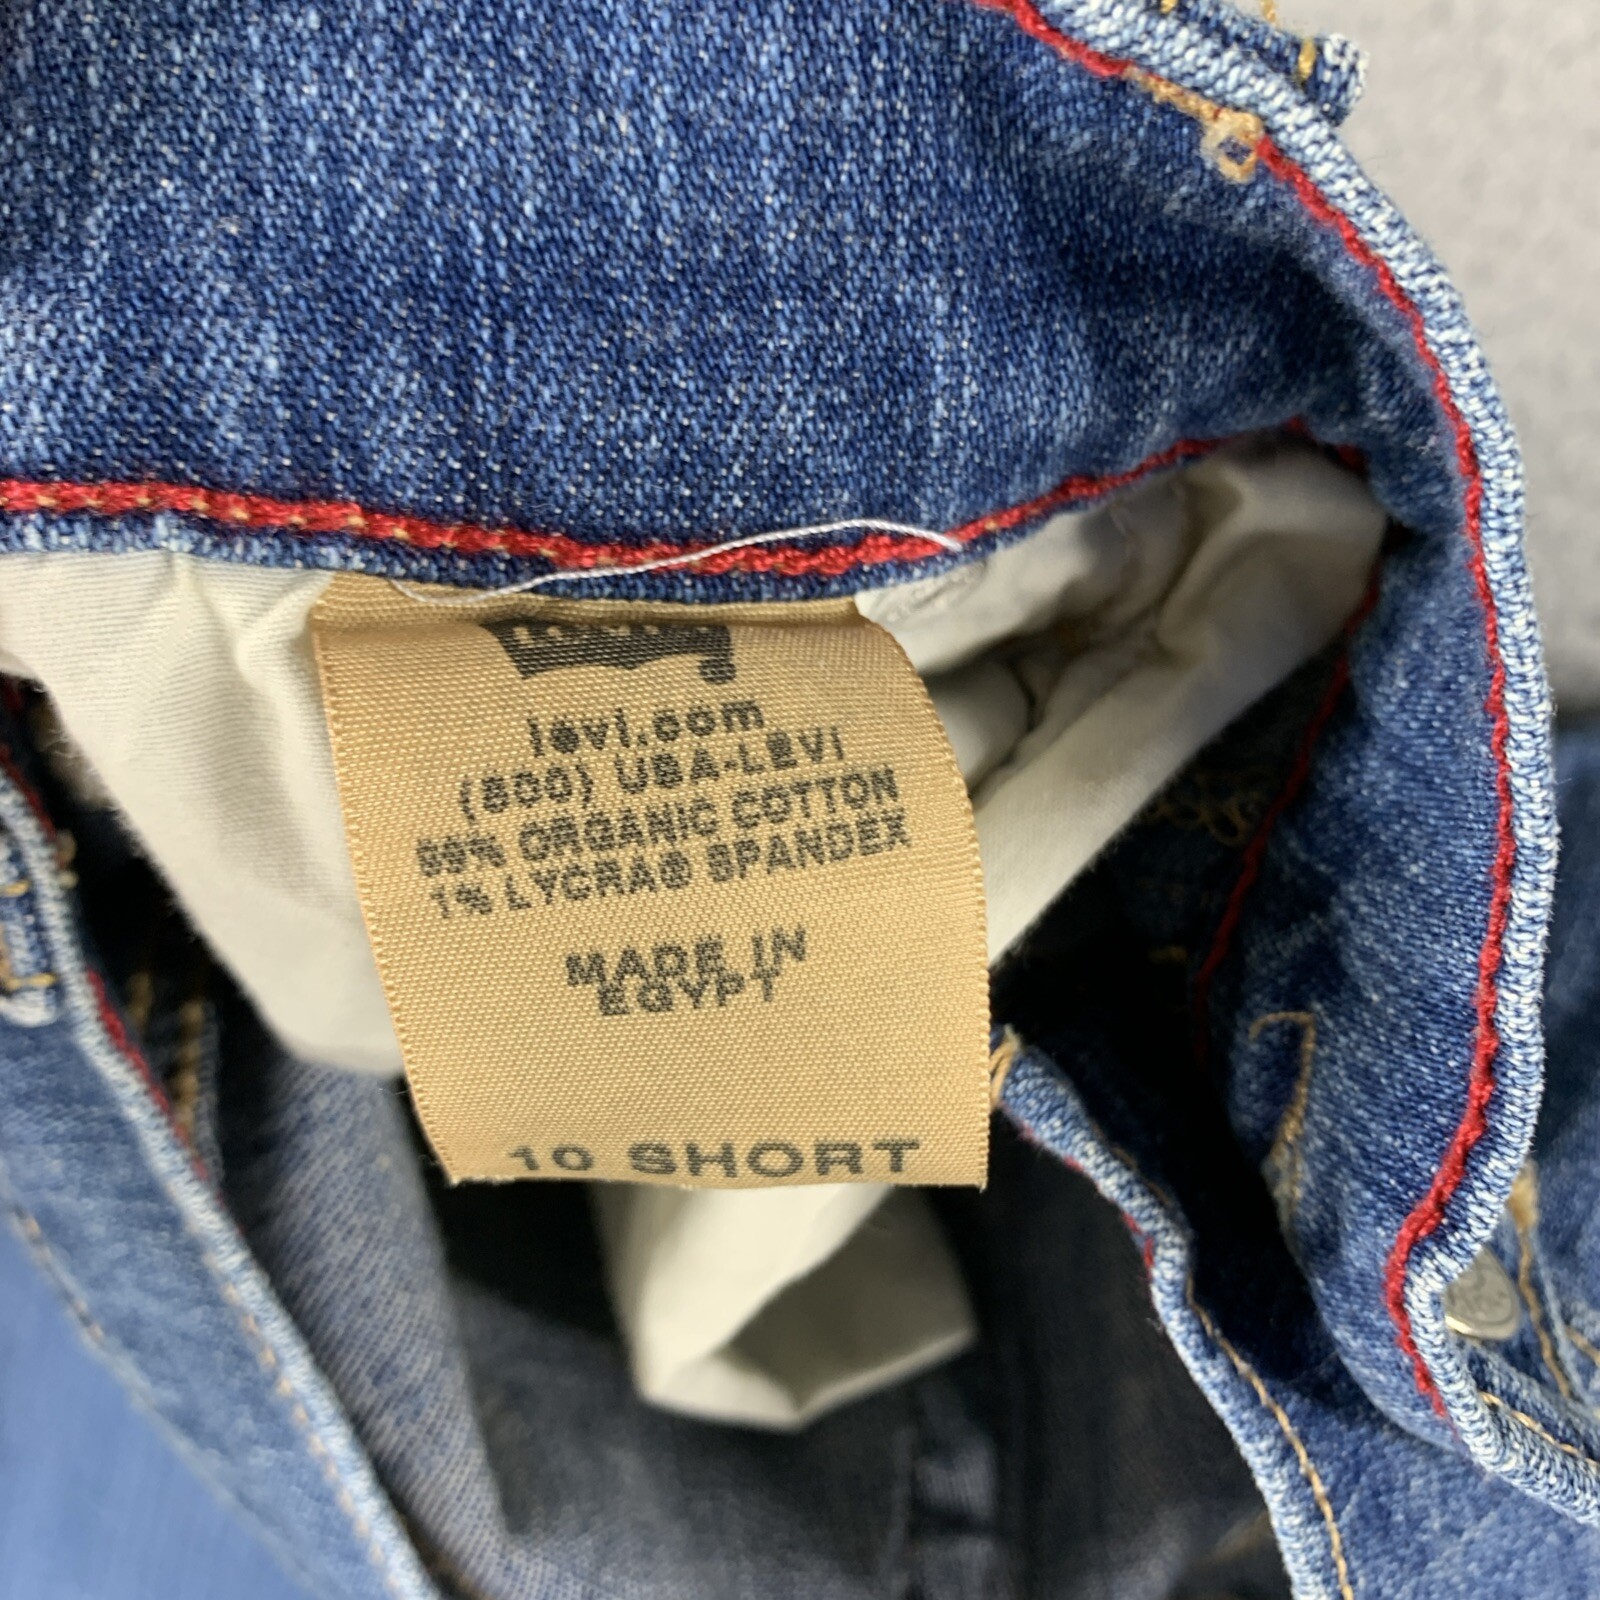 levi.com
(800) USA-LEVI
99% ORGANIC COTTON
1% LYCRA® SPANDEX
MADE IN
EGYPT
10 SHORT